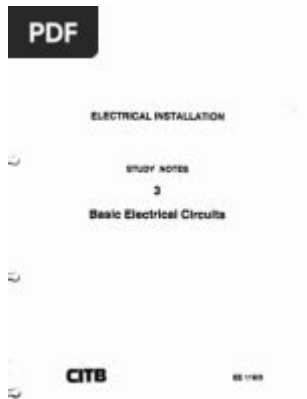 PDF
ELECTRICAL INSTALLATION
STUDY NOTES
3
Basic Electrical Circuits
CITB